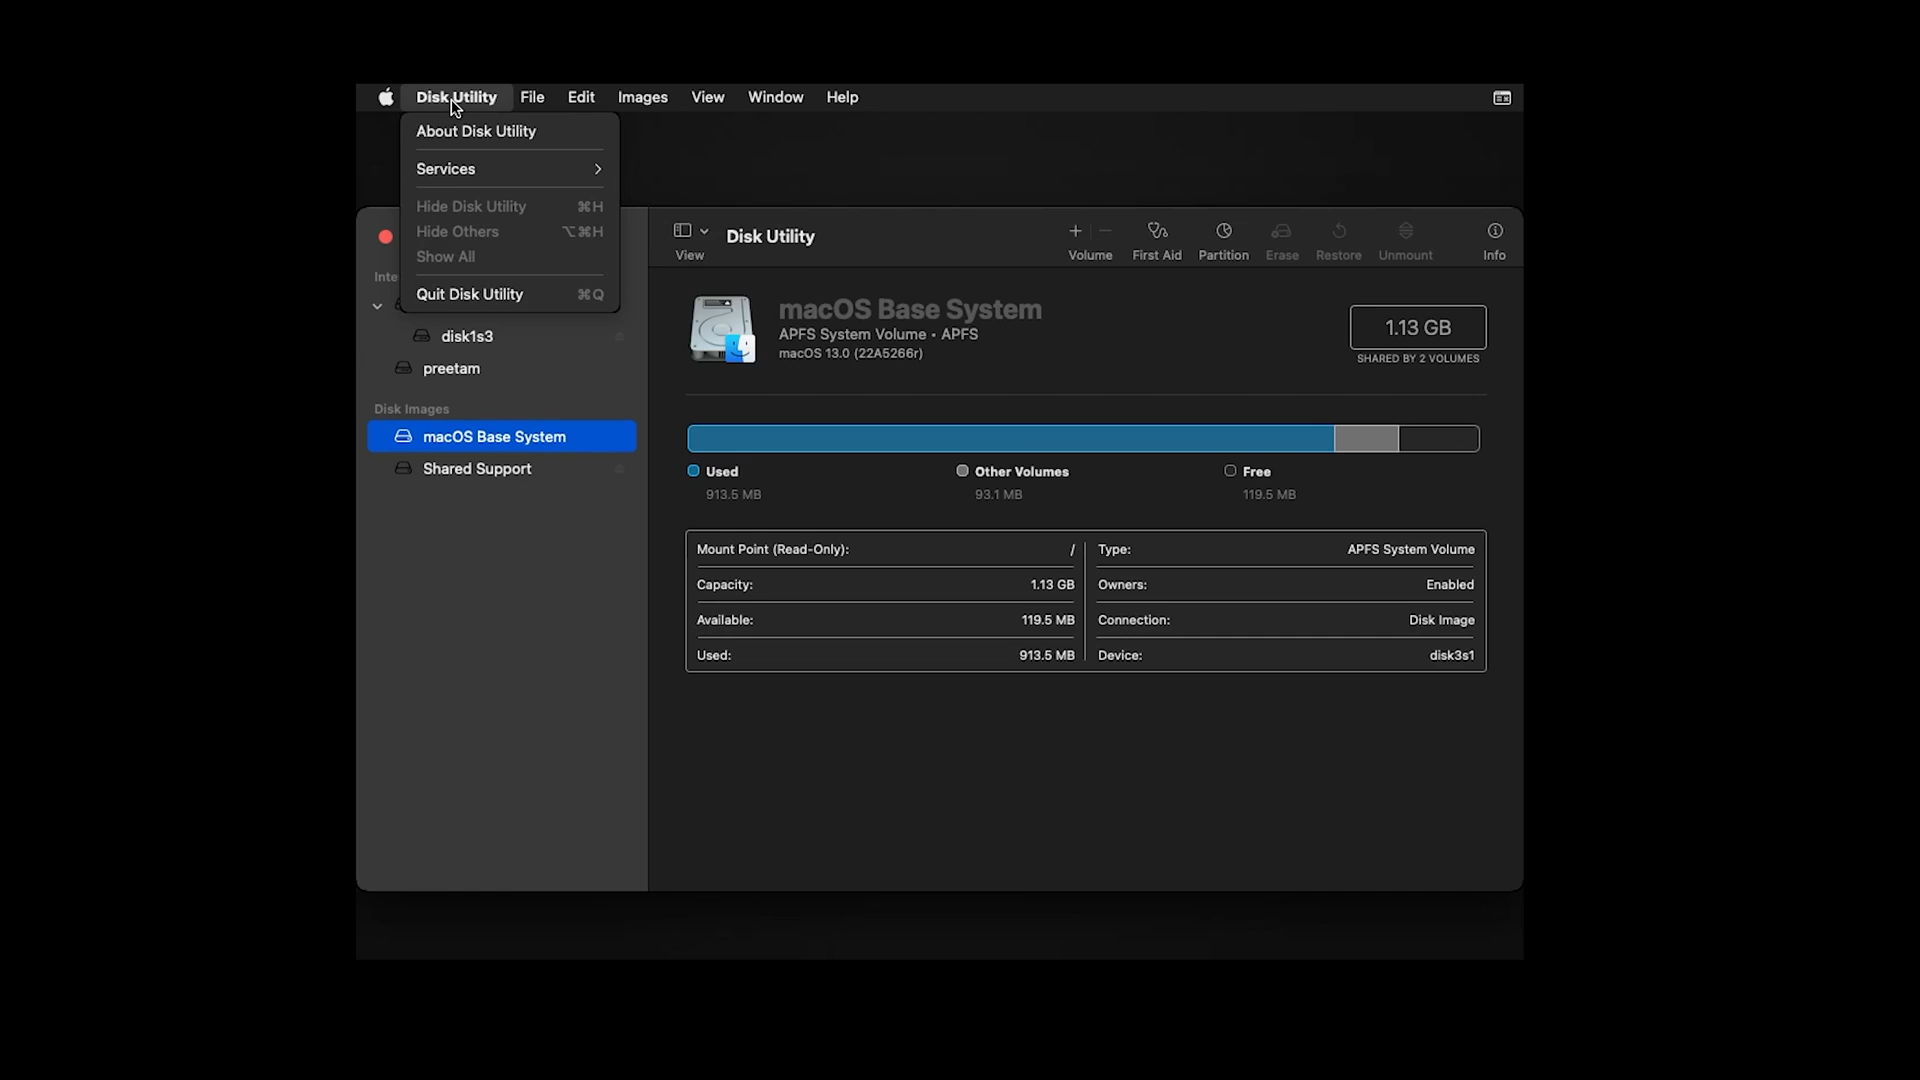 Disk Utility File Edit Images View Window Help
About Disk Utility
Services
Hide Disk Utility ⌘H
Hide Others ⌥⌘H
Show All
Quit Disk Utility ⌘Q
Inte
disk1s3
preetam
Disk Images
macOS Base System
Shared Support
View
Disk Utility
Volume First Aid Partition Erase Restore Unmount Info
macOS Base System
APFS System Volume • APFS
macOS 13.0 (22A5266r)
1.13 GB
SHARED BY 2 VOLUMES
Used
913.5 MB
Other Volumes
93.1 MB
Free
119.5 MB
Mount Point (Read-Only): /
Capacity: 1.13 GB
Available: 119.5 MB
Used: 913.5 MB
Type: APFS System Volume
Owners: Enabled
Connection: Disk Image
Device: disk3s1